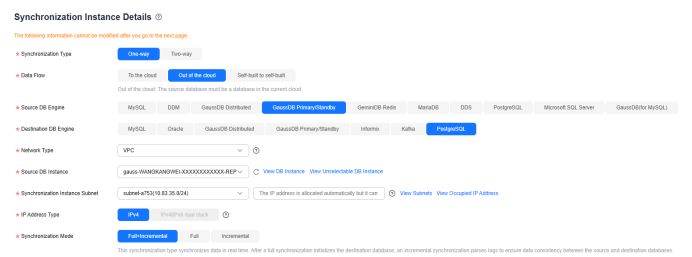 Synchronization Instance Details
The following information cannot be modified after you go to the next page.
★ Synchronization Type One-way Two-way
★ Data Flow To the cloud Out of the cloud Self-built to self-built
Out of the cloud: The source database must be a database in the current cloud.
★ Source DB Engine MySQL DDM GaussDB Distributed GaussDB Primary/Standby GeminiDB Redis MariaDB DDS PostgreSQL Microsoft SQL Server GaussDB(for MySQL)
★ Destination DB Engine MySQL Oracle GaussDB Distributed GaussDB Primary/Standby Informix Kafka PostgreSQL
★ Network Type VPC
★ Source DB Instance gauss-WANGKANGWEI-XXXXXXXXXXXX-REP View DB Instance View Unselectable DB Instance
★ Synchronization Instance Subnet subnet-a753(10.83.35.0/24) The IP address is allocated automatically but it can View Subnets View Occupied IP Address
★ IP Address Type IPv4 IPv4/IPv6 dual stack
★ Synchronization Mode Full+Incremental Full Incremental
This synchronization type synchronizes data in real time. After a full synchronization initializes the destination database, an incremental synchronization parses logs to ensure data consistency between the source and destination databases.